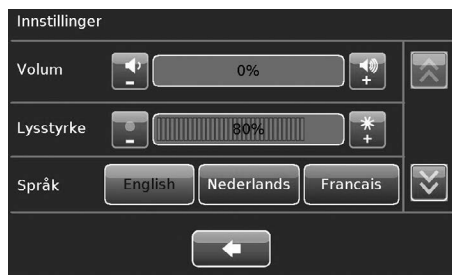 Innstillinger
Volum - 0% +
Lysstyrke - 80% +
Språk English Nederlands Francais